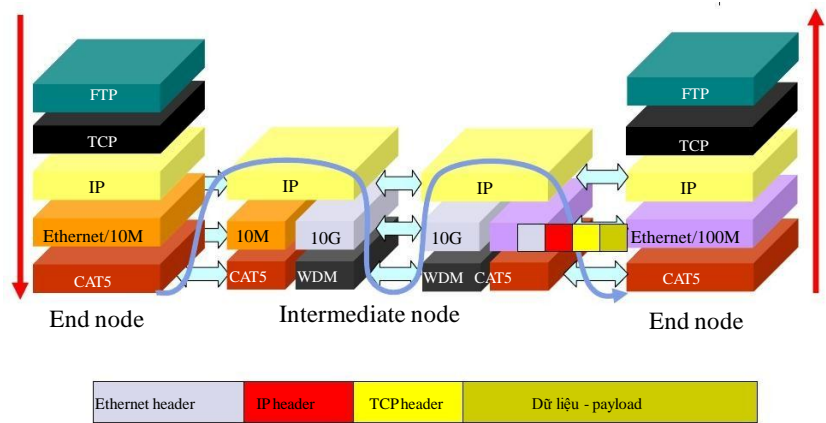 FTP
TCP
IP
Ethernet/10M
CAT5
End node
IP
10M
10G
CAT5
WDM
Intermediate node
IP
10G
WDM
CAT5
FTP
TCP
IP
Ethernet/100M
CAT5
End node
Ethernet header
IP header
TCP header
Dữ liệu - payload